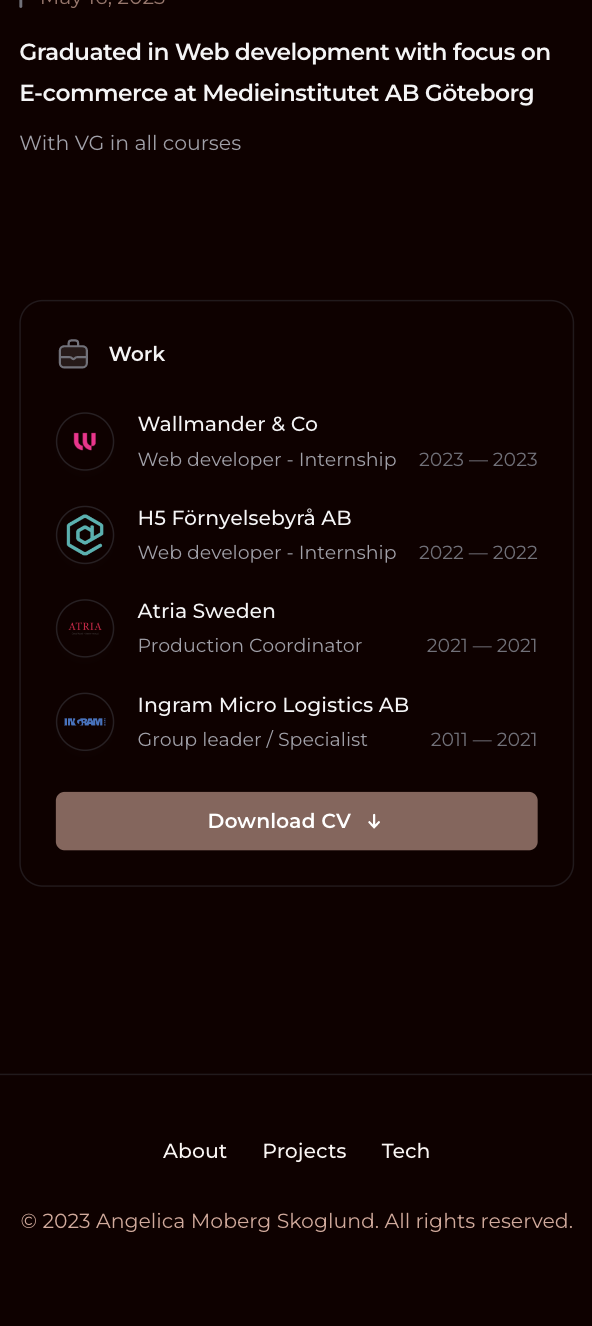 May 16, 2023
Graduated in Web development with focus on
E-commerce at Medieinstitutet AB Göteborg
With VG in all courses
Work
Wallmander & Co
Web developer - Internship 2023 — 2023
H5 Förnyelsebyrå AB
Web developer - Internship 2022 — 2022
ATRIA
Atria Sweden
Production Coordinator 2021 — 2021
INGRAM
Ingram Micro Logistics AB
Group leader / Specialist 2011 — 2021
Download CV ↓
About Projects Tech
© 2023 Angelica Moberg Skoglund. All rights reserved.